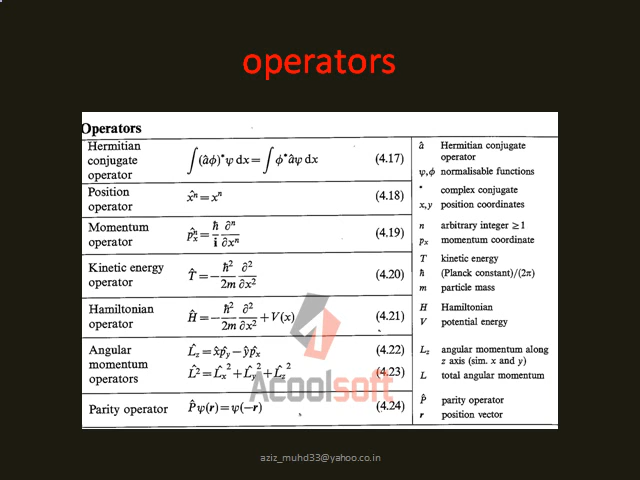 operators
Operators
Hermitian conjugate operator ∫(âϕ)*ψ dx=∫ϕ*âψ dx (4.17)
Position operator x̂ⁿ=xⁿ (4.18)
Momentum operator p̂ₓⁿ=ħ/i ∂ⁿ/∂xⁿ (4.19)
Kinetic energy operator T̂=−ħ²/2m ∂²/∂x² (4.20)
Hamiltonian operator Ĥ=−ħ²/2m ∂²/∂x²+V(x) (4.21)
Angular momentum operators L̂z=x̂p̂y−ŷp̂x (4.22)
L̂²=L̂x²+L̂y²+L̂z² (4.23)
Parity operator P̂ψ(r)=ψ(−r) (4.24)
â Hermitian conjugate
operator
ψ,ϕ normalisable functions
* complex conjugate
x,y position coordinates
n arbitrary integer ≥1
pₓ momentum coordinate
T kinetic energy
ħ (Planck constant)/(2π)
m particle mass
H Hamiltonian
V potential energy
Lz angular momentum along
z axis (sim. x and y)
L total angular momentum
P̂ parity operator
r position vector
Acoolsoft
aziz_muhd33@yahoo.co.in